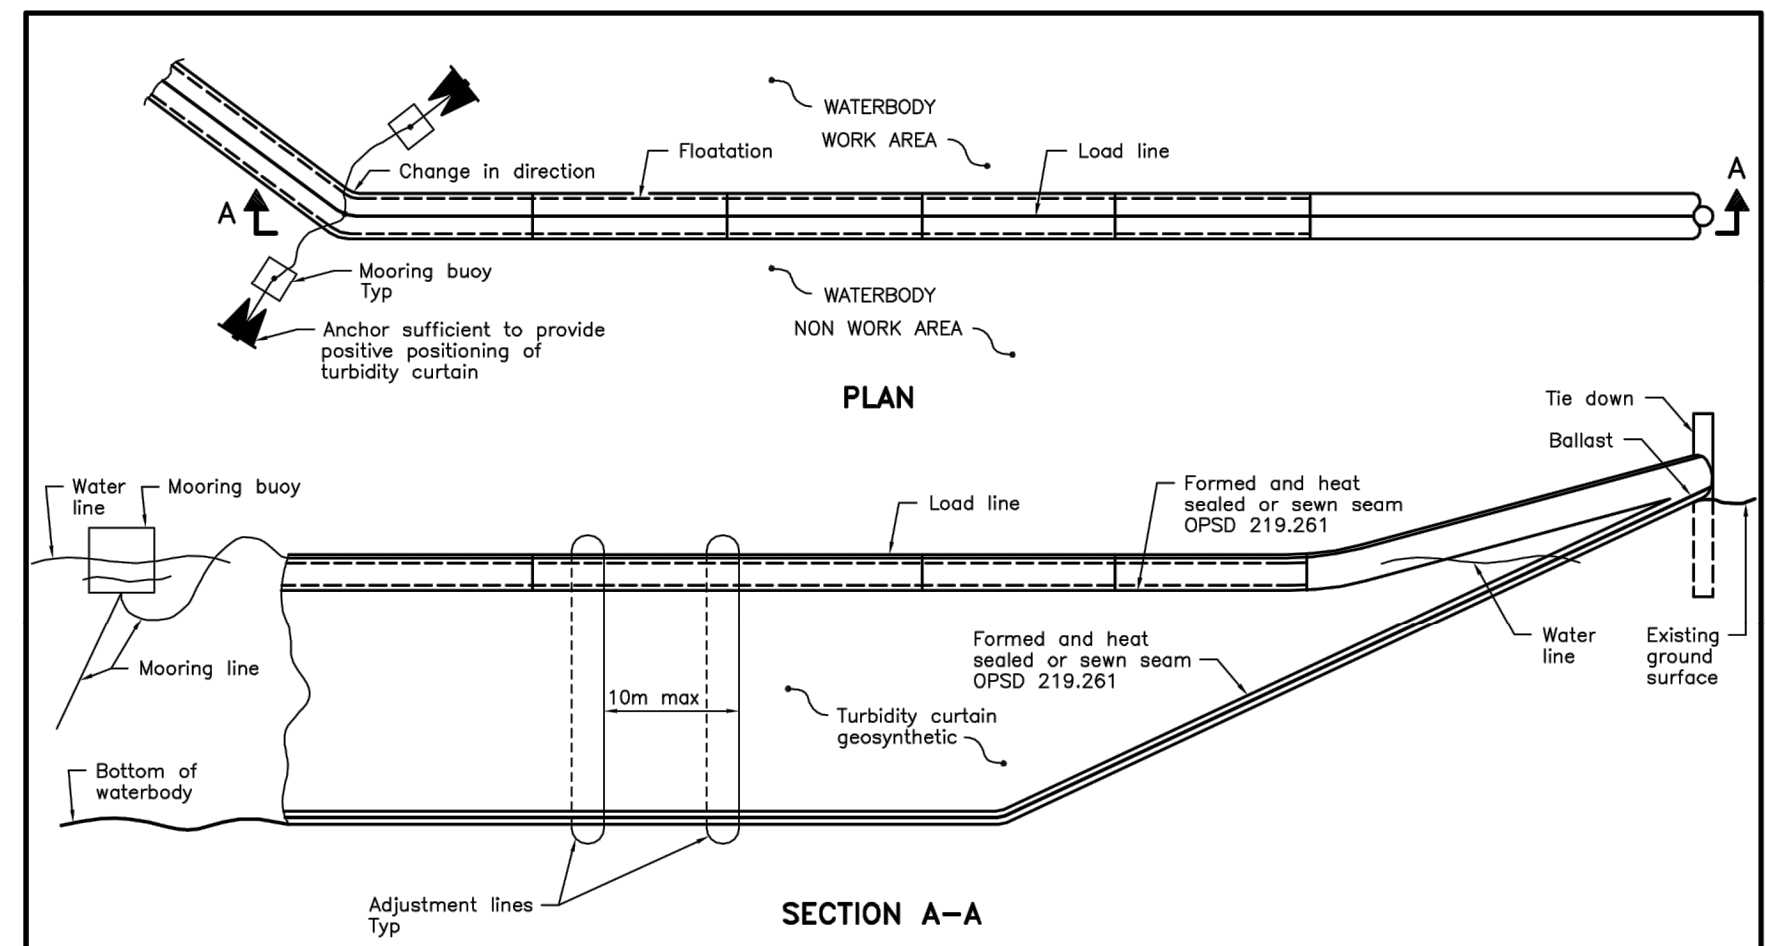 WATERBODY
WORK AREA
Floatation
Load line
Change in direction
A
A
Mooring buoy
Typ
WATERBODY
NON WORK AREA
Anchor sufficient to provide
positive positioning of
turbidity curtain
PLAN
Tie down
Ballast
Water
line
Mooring buoy
Load line
Formed and heat
sealed or sewn seam
OPSD 219.261
Formed and heat
sealed or sewn seam
OPSD 219.261
Water
line
Existing
ground
surface
Mooring line
10m max
Turbidity curtain
geosynthetic
Bottom of
waterbody
Adjustment lines
Typ
SECTION A-A